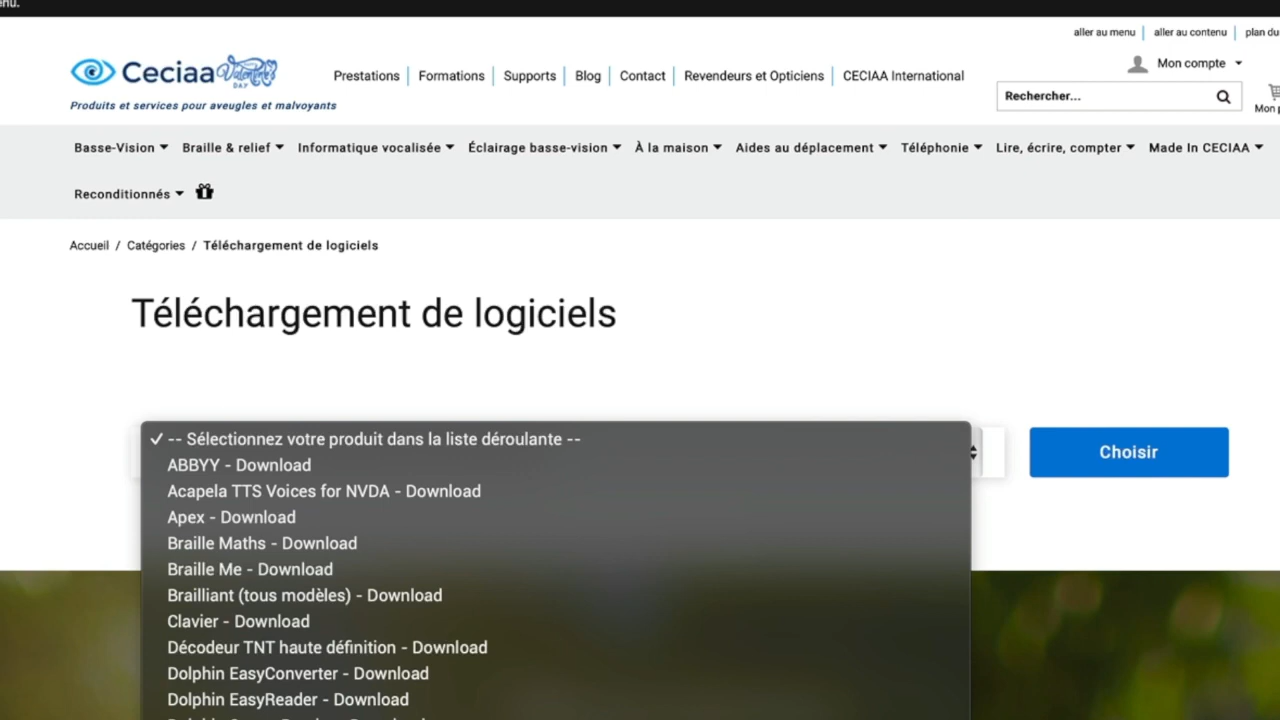 enu.
aller au menu aller au contenu plan du
Ceciaa Valentine's DAY
Produits et services pour aveugles et malvoyants
Prestations Formations Supports Blog Contact Revendeurs et Opticiens CECIAA International
Mon compte
Rechercher...
Mon p
Basse-Vision Braille & relief Informatique vocalisée Éclairage basse-vision À la maison Aides au déplacement Téléphonie Lire, écrire, compter Made In CECIAA
Reconditionnés
Accueil / Catégories / Téléchargement de logiciels
Téléchargement de logiciels
✓ -- Sélectionnez votre produit dans la liste déroulante --
Choisir
ABBYY - Download
Acapela TTS Voices for NVDA - Download
Apex - Download
Braille Maths - Download
Braille Me - Download
Brailliant (tous modèles) - Download
Clavier - Download
Décodeur TNT haute définition - Download
Dolphin EasyConverter - Download
Dolphin EasyReader - Download